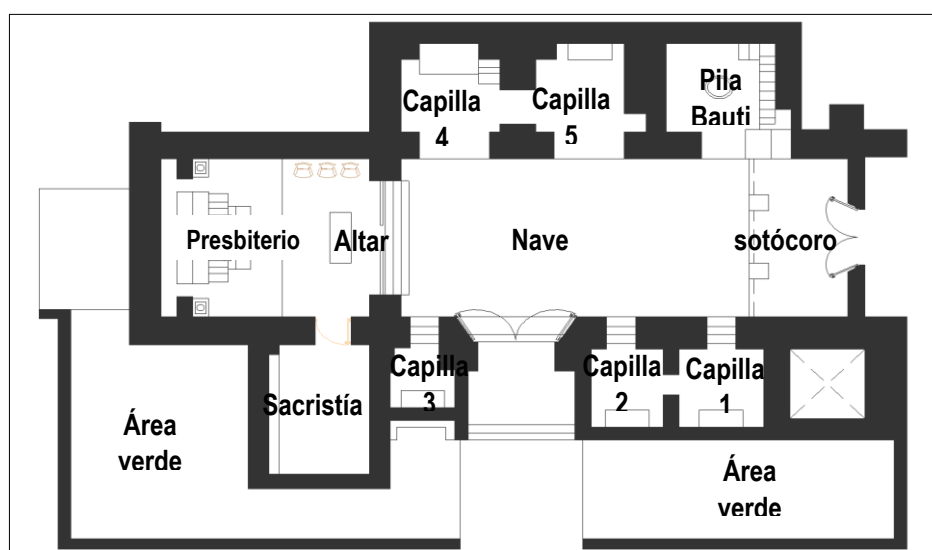 Capilla
4
Capilla
5
Pila
Bauti
Presbiterio
Altar
Nave
sotócoro
Capilla
3
Capilla
2
Capilla
1
Sacristía
Área
verde
Área
verde